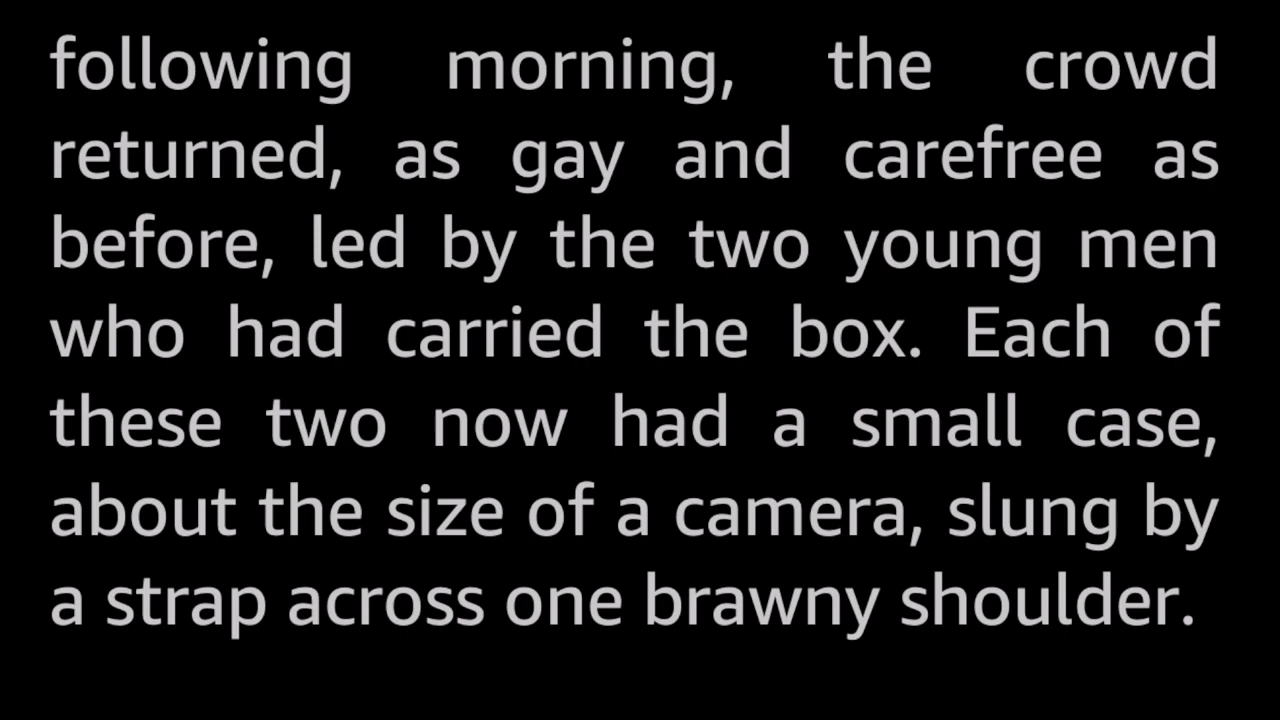 following morning, the crowd
returned, as gay and carefree as
before, led by the two young men
who had carried the box. Each of
these two now had a small case,
about the size of a camera, slung by
a strap across one brawny shoulder.